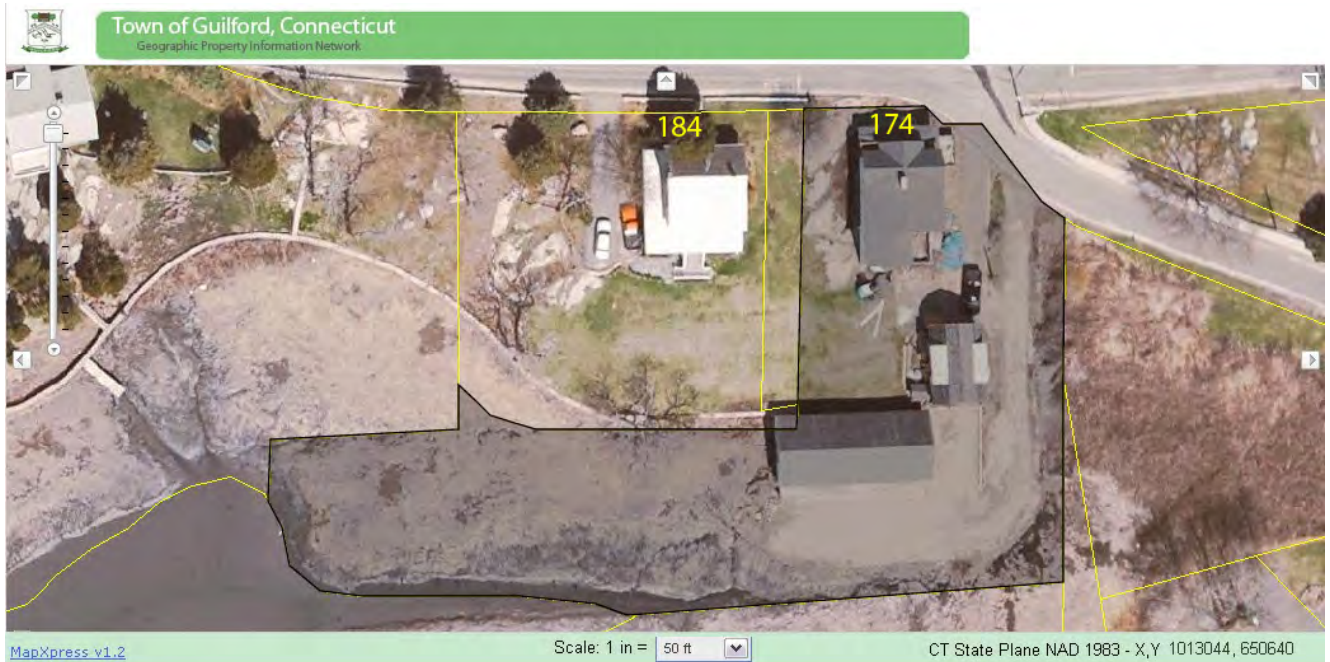 Town of Guilford, Connecticut
Geographic Property Information Network
184
174
MapXpress v1.2
Scale: 1 in = 50 ft
CT State Plane NAD 1983 - X,Y 1013044, 650640